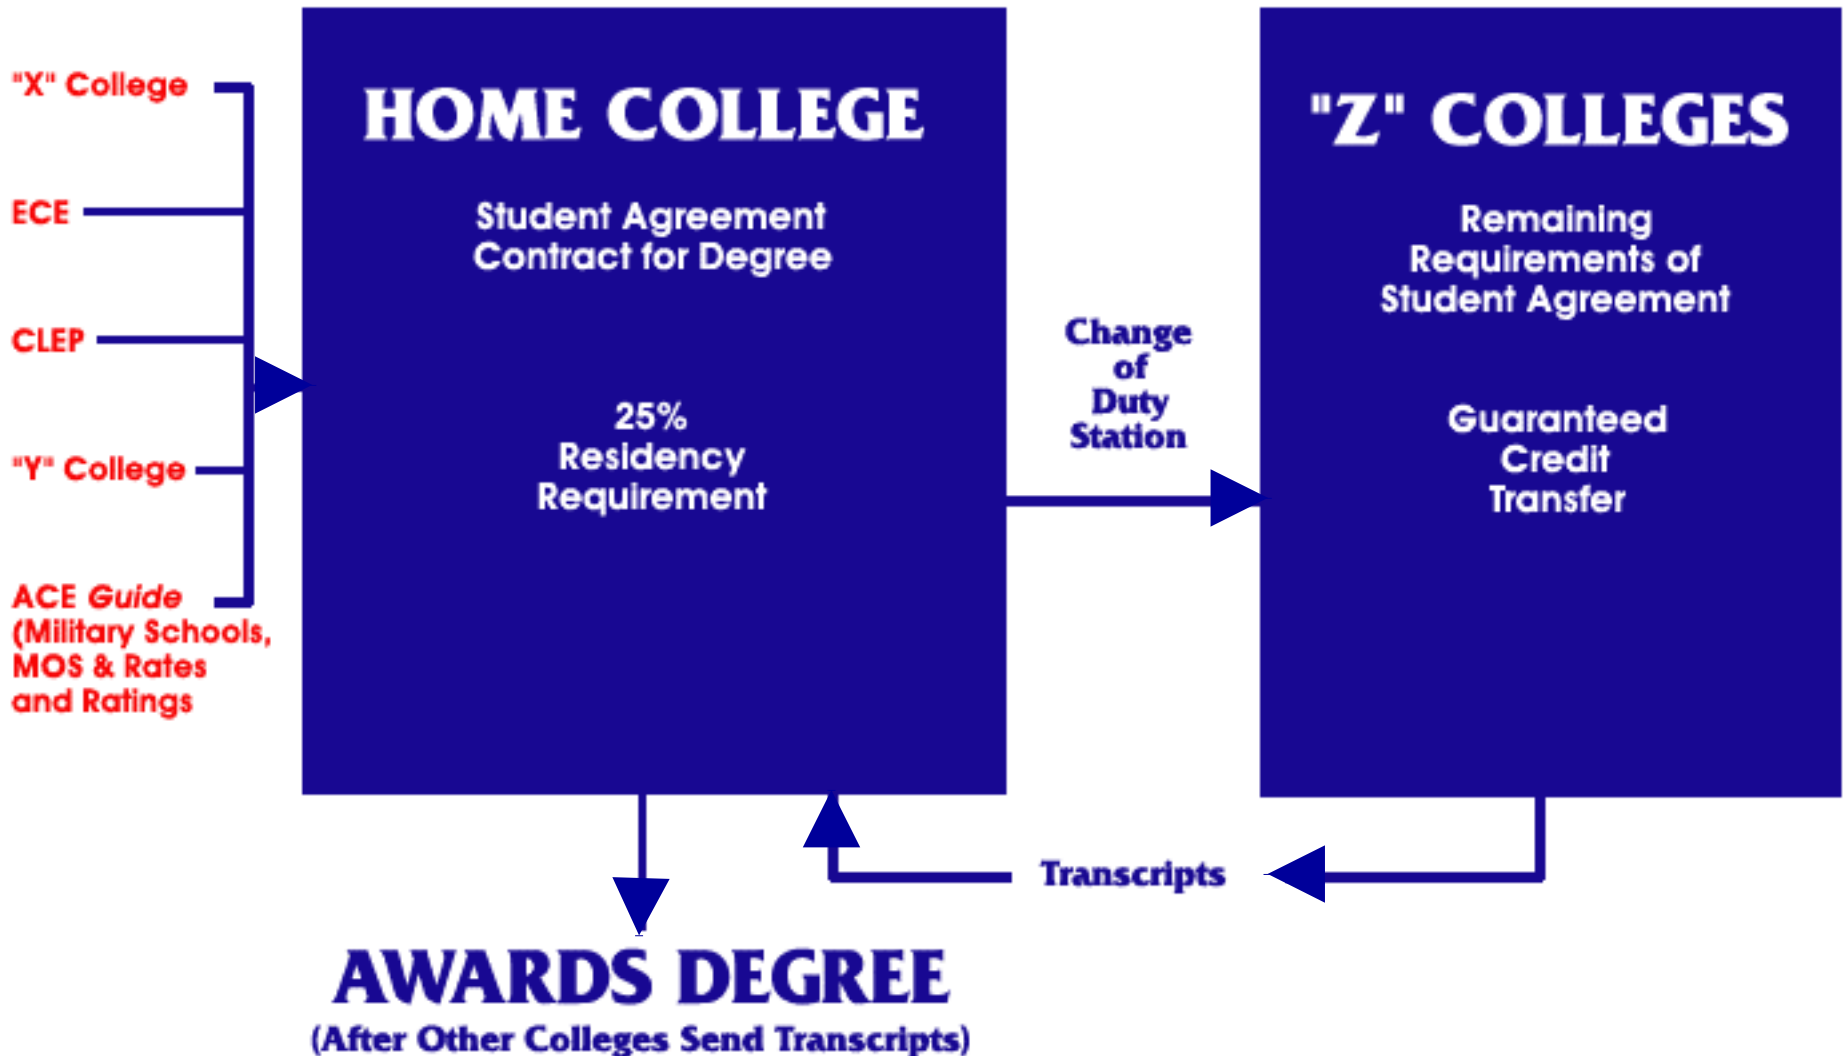 "X" College
ECE
CLEP
"Y" College
ACE Guide
(Military Schools,
MOS & Rates
and Ratings
HOME COLLEGE
Student Agreement
Contract for Degree
25%
Residency
Requirement
Change
of
Duty
Station
"Z" COLLEGES
Remaining
Requirements of
Student Agreement
Guaranteed
Credit
Transfer
Transcripts
AWARDS DEGREE
(After Other Colleges Send Transcripts)